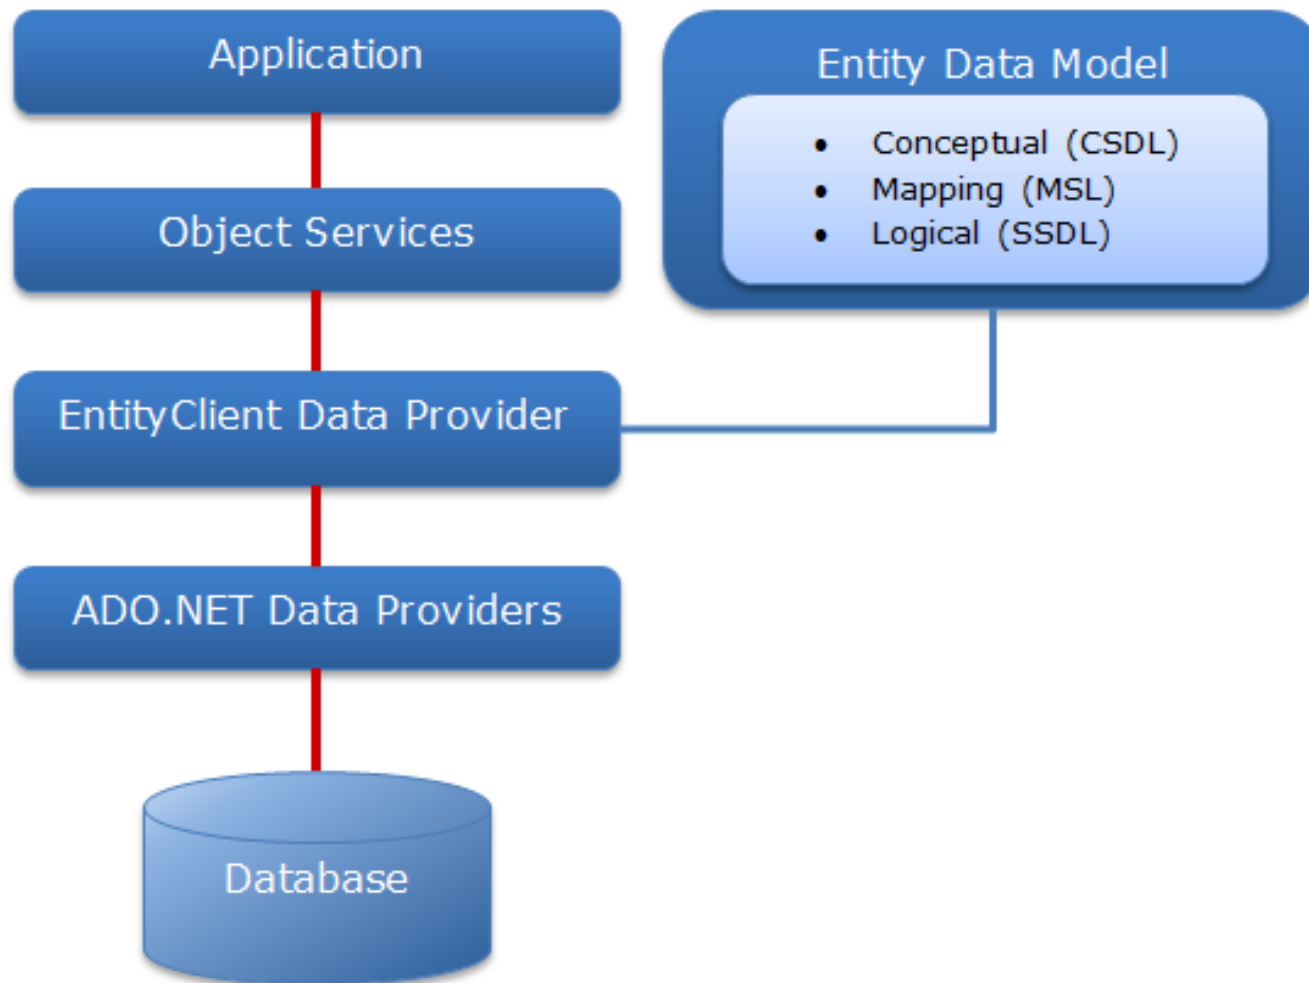 Application
Object Services
EntityClient Data Provider
ADO.NET Data Providers
Database
Entity Data Model
• Conceptual (CSDL)
• Mapping (MSL)
• Logical (SSDL)